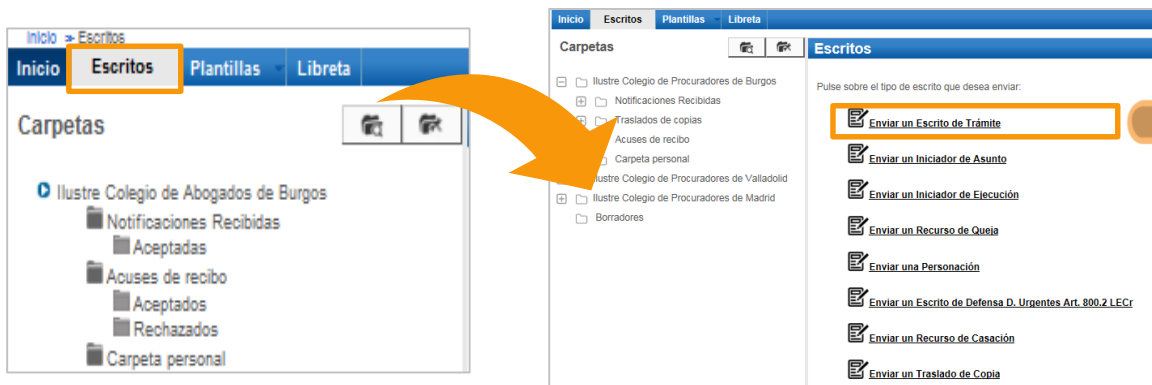 Inicio Escritos
Inicio Escritos Plantillas Libreta
Carpetas
Ilustre Colegio de Abogados de Burgos
Notificaciones Recibidas
Aceptadas
Acuses de recibo
Aceptados
Rechazados
Carpeta personal
Inicio Escritos Plantillas Libreta
Carpetas
Ilustre Colegio de Procuradores de Burgos
Notificaciones Recibidas
Traslados de copias
Acuses de recibo
Carpeta personal
Ilustre Colegio de Procuradores de Valladolid
Ilustre Colegio de Procuradores de Madrid
Borradores
Escritos
Pulse sobre el tipo de escrito que desea enviar:
Enviar un Escrito de Trámite
Enviar un Iniciador de Asunto
Enviar un Iniciador de Ejecución
Enviar un Recurso de Queja
Enviar una Personación
Enviar un Escrito de Defensa D. Urgentes Art. 800.2 LECr
Enviar un Recurso de Casación
Enviar un Traslado de Copia